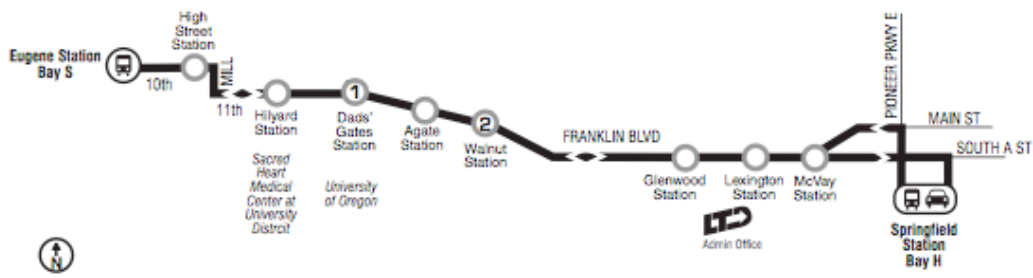 Eugene Station
Bay S
High
Street
Station
10th
MILL
11th
Hilyard
Station
Sacred
Heart
Medical
Center at
University
Distrcit
1
Dads'
Gates
Station
University
of Oregon
Agate
Station
2
Walnut
Station
FRANKLIN BLVD
Glenwood
Station
Lexington
Station
LTD
Admin Office
McVay
Station
PIONEER PKWY E
MAIN ST
SOUTH A ST
Springfield
Station
Bay H
N